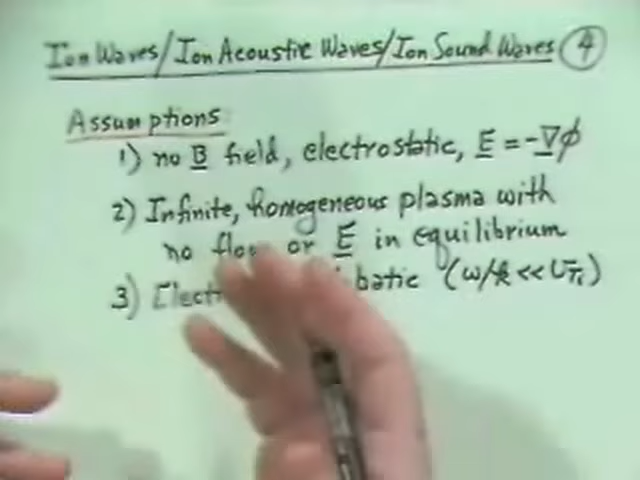 Ion Waves/Ion Acoustic Waves/Ion Sound Waves 4
Assumptions:
1) no B field, electrostatic, E = -∇ϕ
2) Infinite, homogeneous plasma with
no flow or E in equilibrium
3) Elect batic (ω/k << v